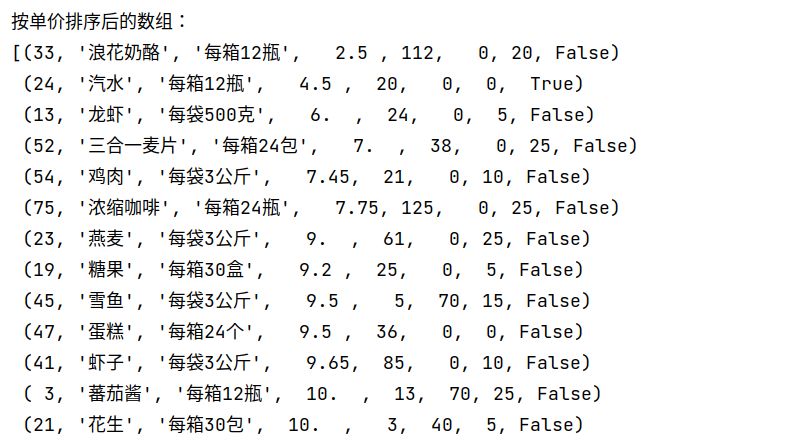 按单价排序后的数组：
[(33, '浪花奶酪', '每箱12瓶',   2.5 , 112,   0, 20, False)
 (24, '汽水', '每箱12瓶',   4.5 ,  20,   0,  0,  True)
 (13, '龙虾', '每袋500克',   6.  ,  24,   0,  5, False)
 (52, '三合一麦片', '每箱24包',   7.  ,  38,   0, 25, False)
 (54, '鸡肉', '每袋3公斤',   7.45,  21,   0, 10, False)
 (75, '浓缩咖啡', '每箱24瓶',   7.75, 125,   0, 25, False)
 (23, '燕麦', '每袋3公斤',   9.  ,  61,   0, 25, False)
 (19, '糖果', '每箱30盒',   9.2 ,  25,   0,  5, False)
 (45, '雪鱼', '每袋3公斤',   9.5 ,   5,  70, 15, False)
 (47, '蛋糕', '每箱24个',   9.5 ,  36,   0,  0, False)
 (41, '虾子', '每袋3公斤',   9.65,  85,   0, 10, False)
 ( 3, '蕃茄酱', '每箱12瓶',  10.  ,  13,  70, 25, False)
 (21, '花生', '每箱30包',  10.  ,   3,  40,  5, False)